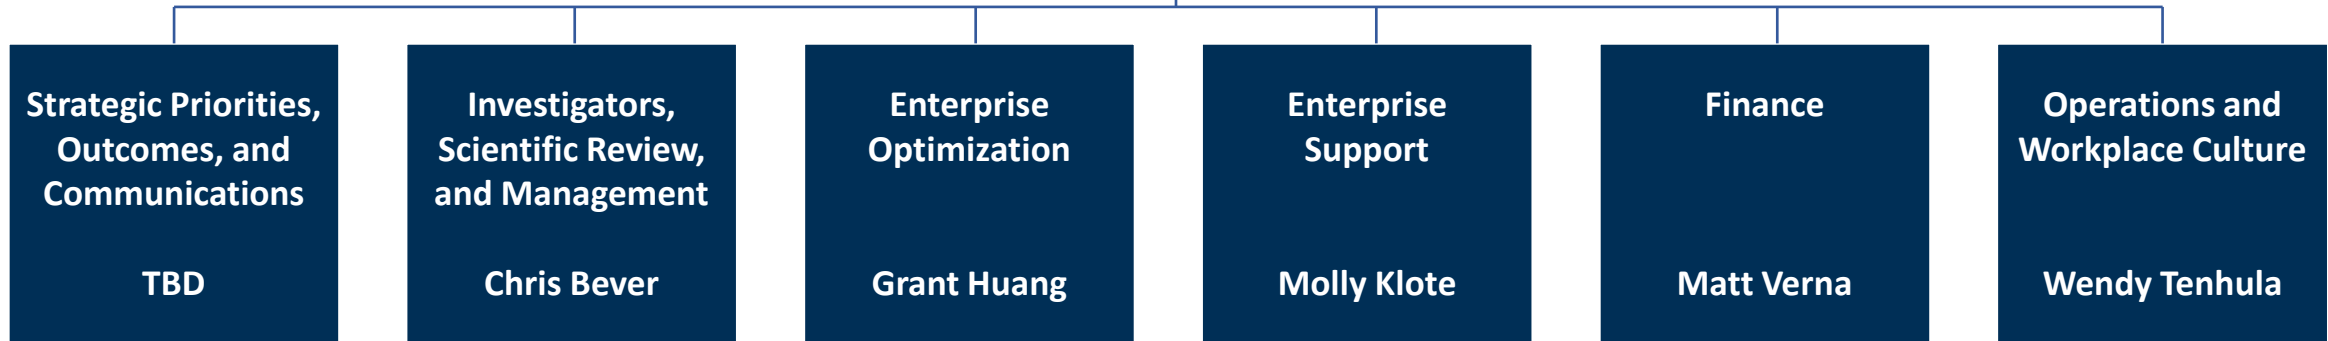 Strategic Priorities,
Outcomes, and
Communications
TBD
Investigators,
Scientific Review,
and Management
Chris Bever
Enterprise
Optimization
Grant Huang
Enterprise
Support
Molly Klote
Finance
Matt Verna
Operations and
Workplace Culture
Wendy Tenhula